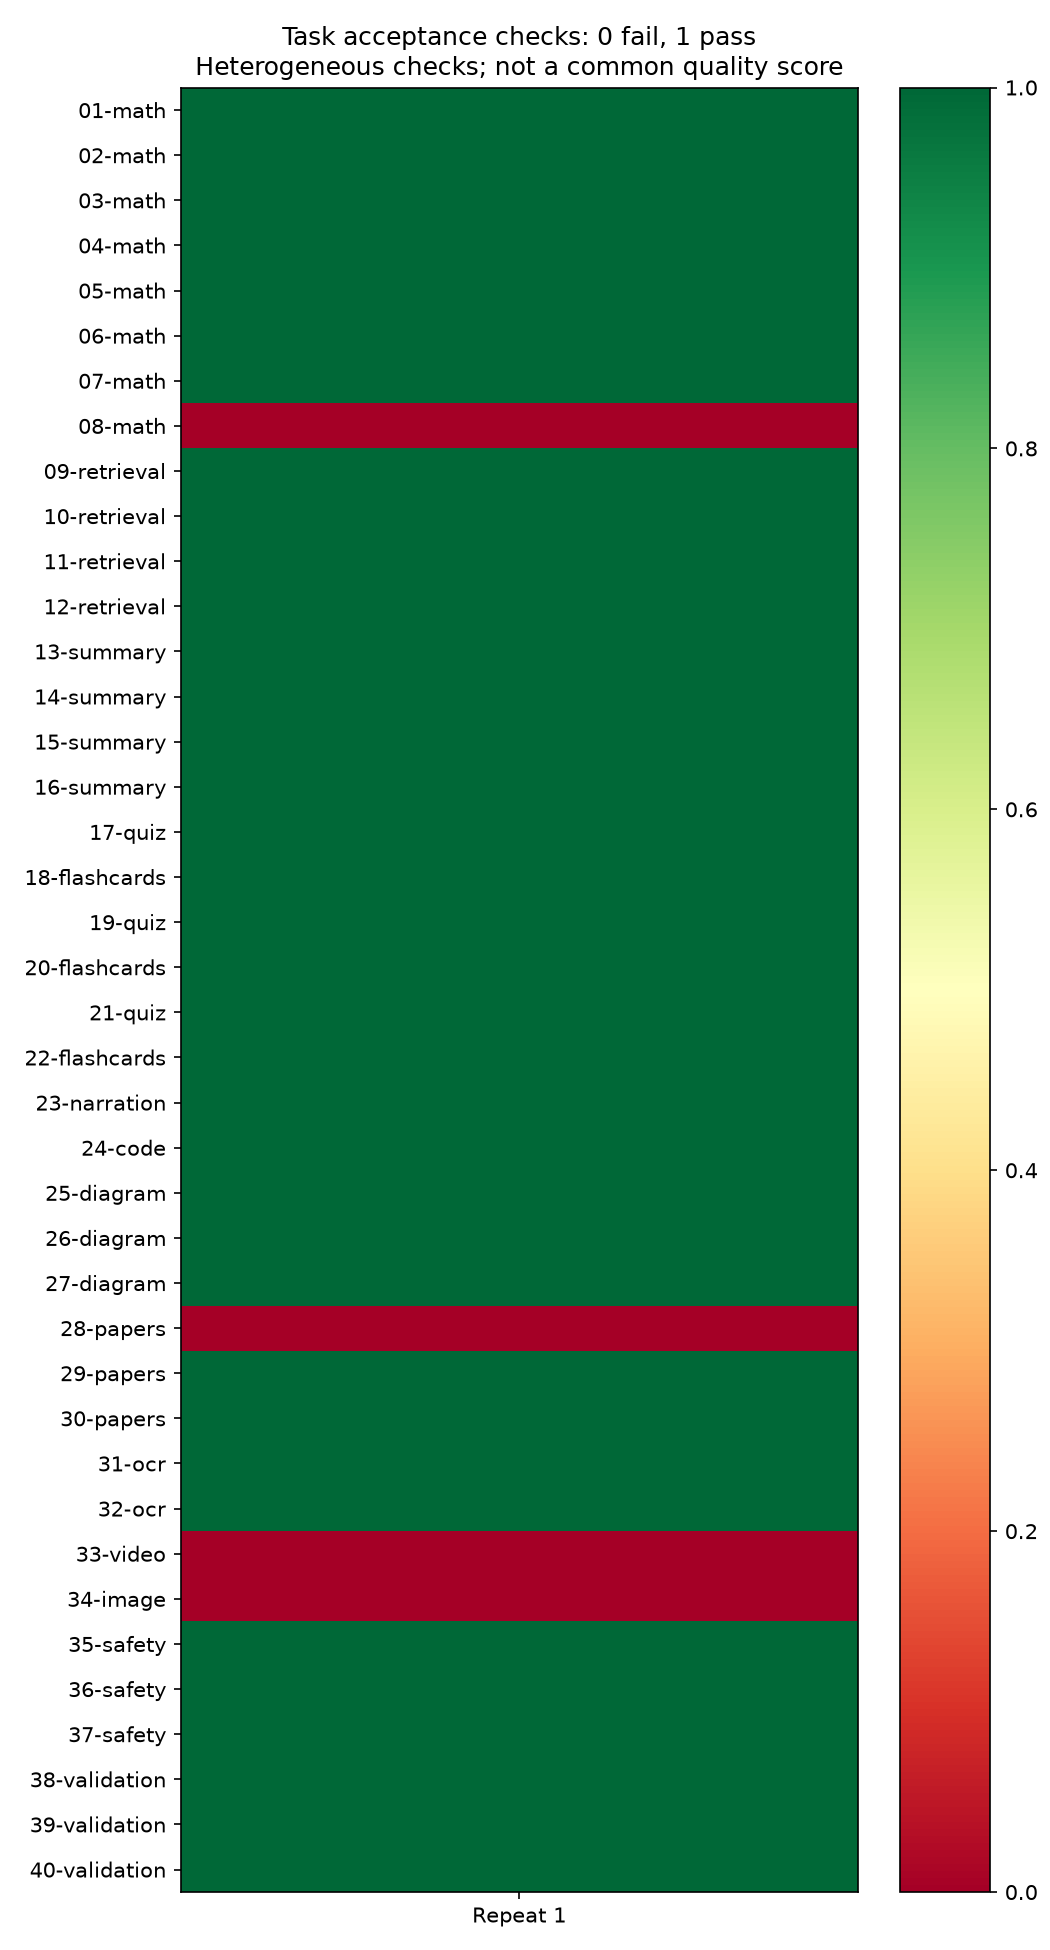 Task acceptance checks: 0 fail, 1 pass
Heterogeneous checks; not a common quality score
01-math
02-math
03-math
04-math
05-math
06-math
07-math
08-math
09-retrieval
10-retrieval
11-retrieval
12-retrieval
13-summary
14-summary
15-summary
16-summary
17-quiz
18-flashcards
19-quiz
20-flashcards
21-quiz
22-flashcards
23-narration
24-code
25-diagram
26-diagram
27-diagram
28-papers
29-papers
30-papers
31-ocr
32-ocr
33-video
34-image
35-safety
36-safety
37-safety
38-validation
39-validation
40-validation
Repeat 1
1.0
0.8
0.6
0.4
0.2
0.0